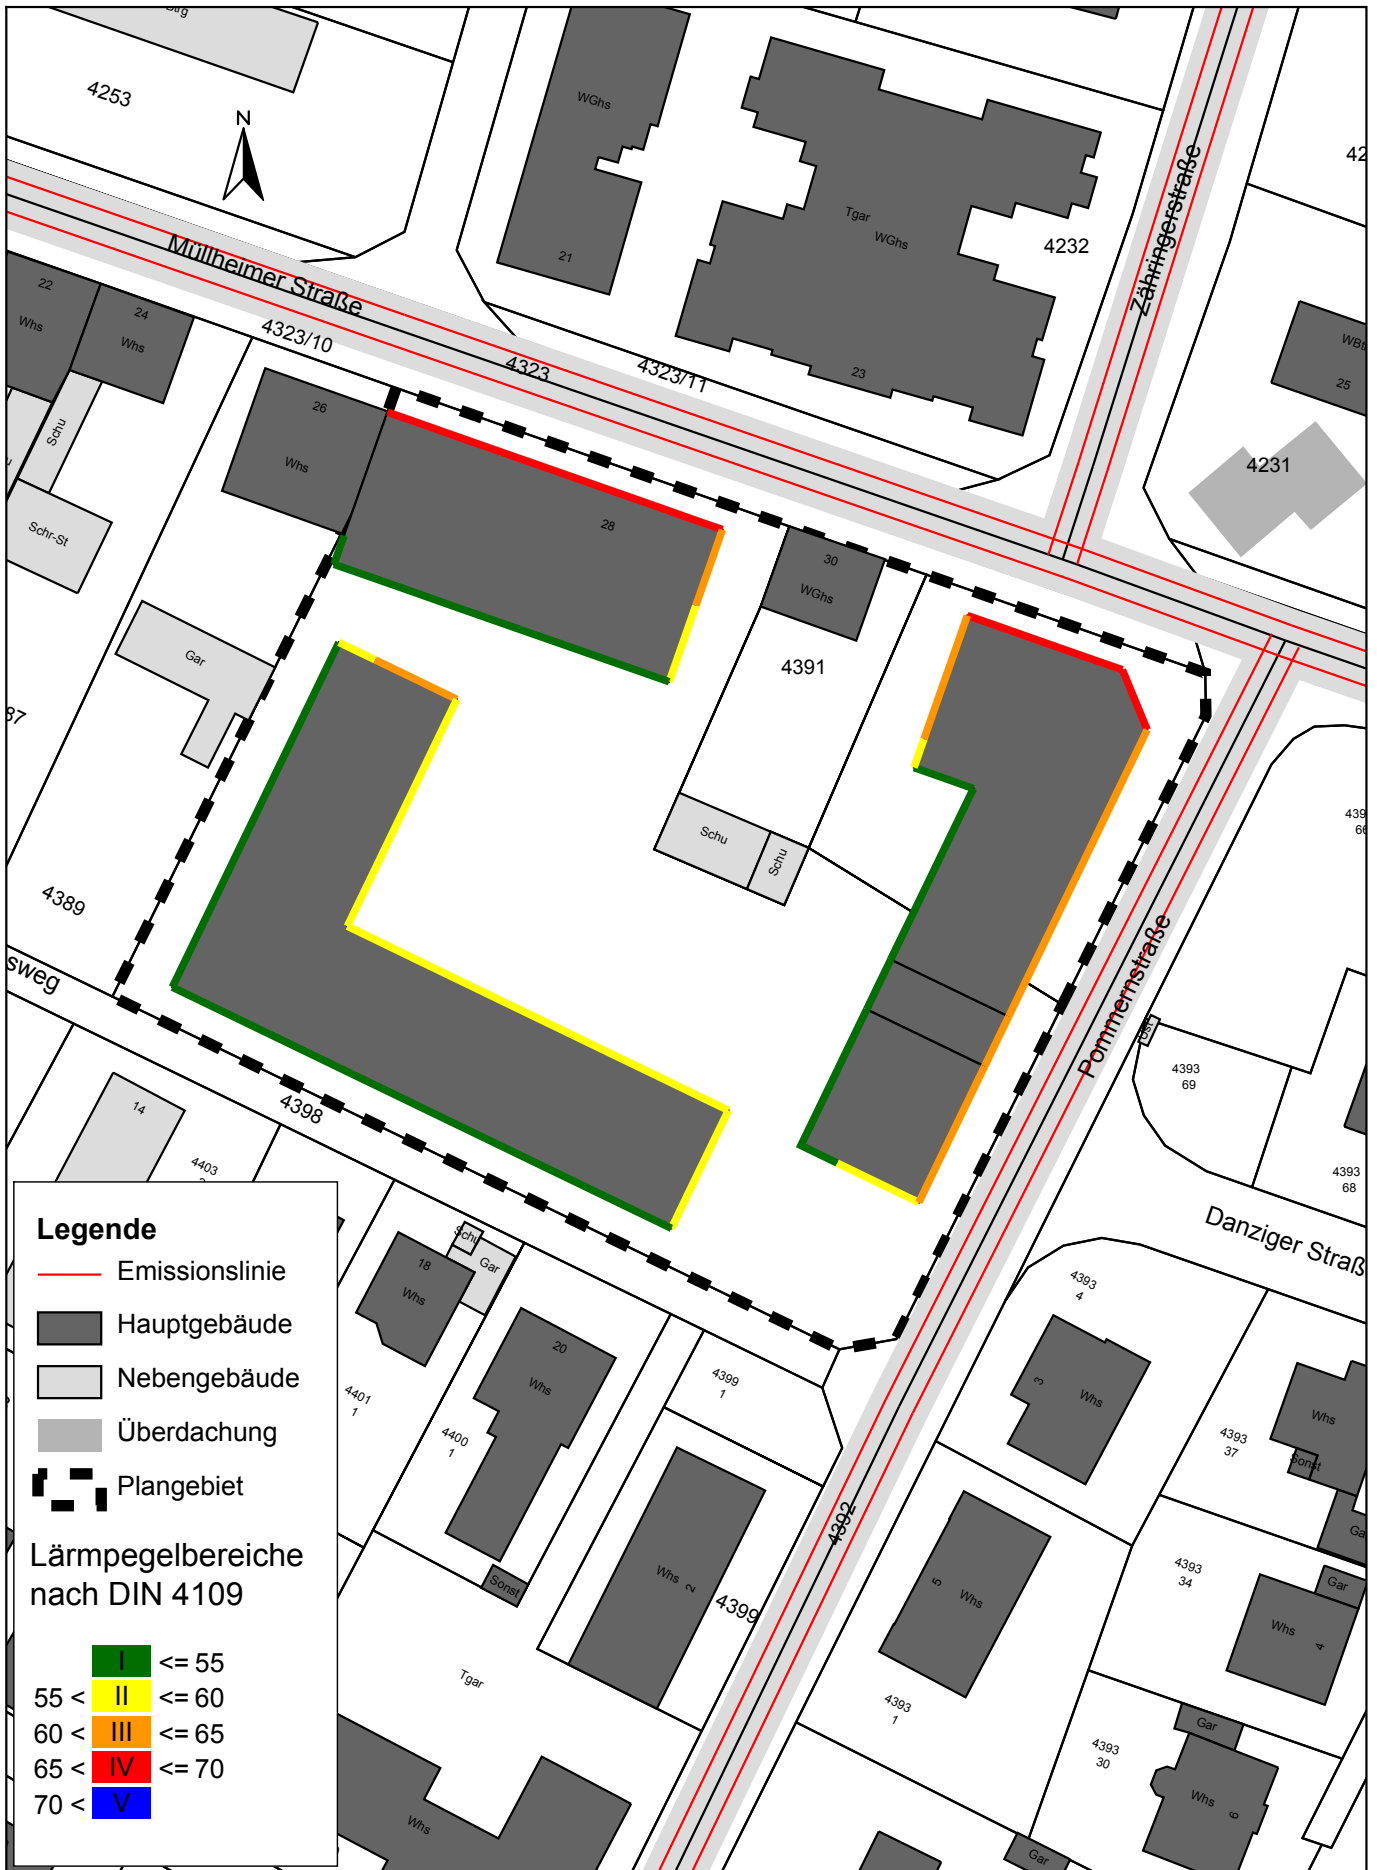 4253
N
WGhs
21
Tgar
WGhs
4232
23
Zähringerstraße
42
Müllheimer Straße
22
Whs
24
Whs
4323/10
4323
4323/11
25
4231
Schu
Schr-St
26
Whs
28
30
WGhs
4391
Gar
87
4389
Schu
Schu
sweg
4398
Pommernstraße
4393
69
4393
68
Danziger Straß
14
4403
Schu
Gar
18
Whs
20
Whs
4401
1
4400
1
4399
1
4393
4
3
Whs
4393
37
Whs
Sonst
Ga
4392
Whs 2
4399
Sonst
Tgar
5
Whs
4393
34
Gar
Whs
4
4393
1
4393
30
Gar
Whs
6
Gar
Whs
Legende
Emissionslinie
Hauptgebäude
Nebengebäude
Überdachung
Plangebiet
Lärmpegelbereiche
nach DIN 4109
I <= 55
55 < II <= 60
60 < III <= 65
65 < IV <= 70
70 < V